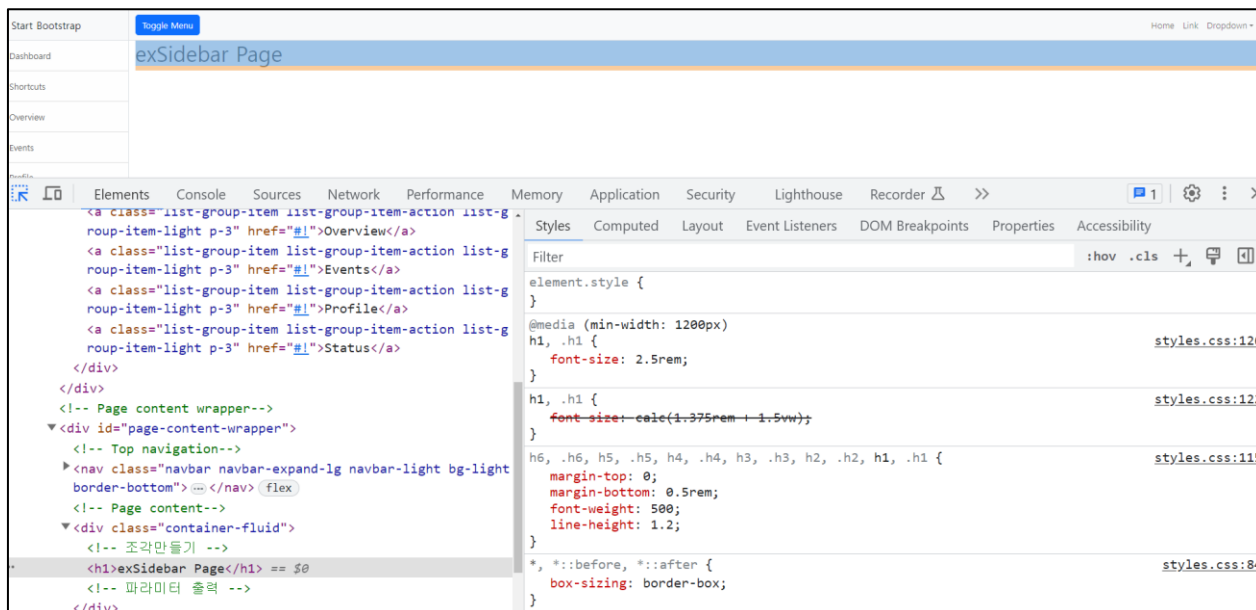 Start Bootstrap
Toggle Menu
Home Link Dropdown
Dashboard
exSidebar Page
Shortcuts
Overview
Events
Profile
Elements Console Sources Network Performance Memory Application Security Lighthouse Recorder >> 1
<a class="list-group-item list-group-item-action list-g
roup-item-light p-3" href="#!">Overview</a>
<a class="list-group-item list-group-item-action list-g
roup-item-light p-3" href="#!">Events</a>
<a class="list-group-item list-group-item-action list-g
roup-item-light p-3" href="#!">Profile</a>
<a class="list-group-item list-group-item-action list-g
roup-item-light p-3" href="#!">Status</a>
</div>
</div>
<!-- Page content wrapper-->
<div id="page-content-wrapper">
<!-- Top navigation-->
<nav class="navbar navbar-expand-lg navbar-light bg-light
border-bottom"> … </nav> flex
<!-- Page content-->
<div class="container-fluid">
<!-- 조각만들기 -->
<h1>exSidebar Page</h1> == $0
<!-- 파라미터 출력 -->
</div>
Styles Computed Layout Event Listeners DOM Breakpoints Properties Accessibility
Filter :hov .cls
element.style {
}
@media (min-width: 1200px)
h1, .h1 { styles.css:126
font-size: 2.5rem;
}
h1, .h1 { styles.css:12
font-size: calc(1.375rem + 1.5vw);
}
h6, .h6, h5, .h5, h4, .h4, h3, .h3, h2, .h2, h1, .h1 { styles.css:115
margin-top: 0;
margin-bottom: 0.5rem;
font-weight: 500;
line-height: 1.2;
}
*, *::before, *::after { styles.css:84
box-sizing: border-box;
}